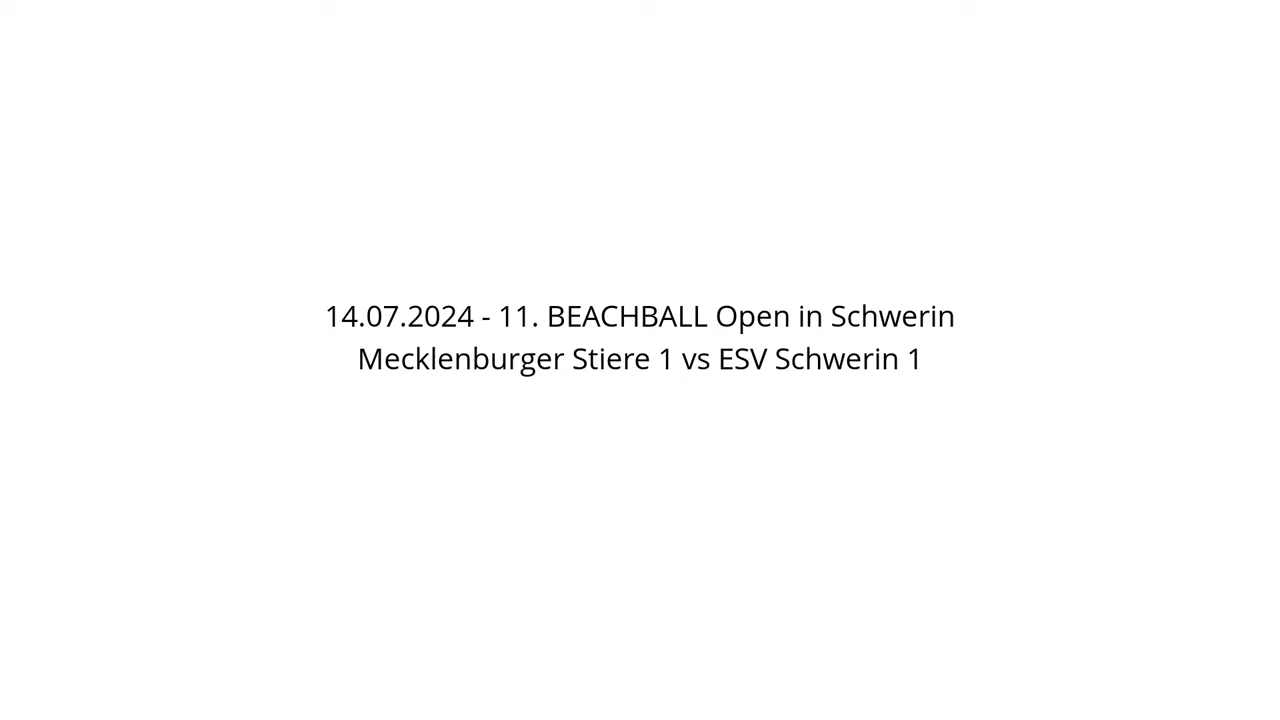 14.07.2024 - 11. BEACHBALL Open in Schwerin
Mecklenburger Stiere 1 vs ESV Schwerin 1